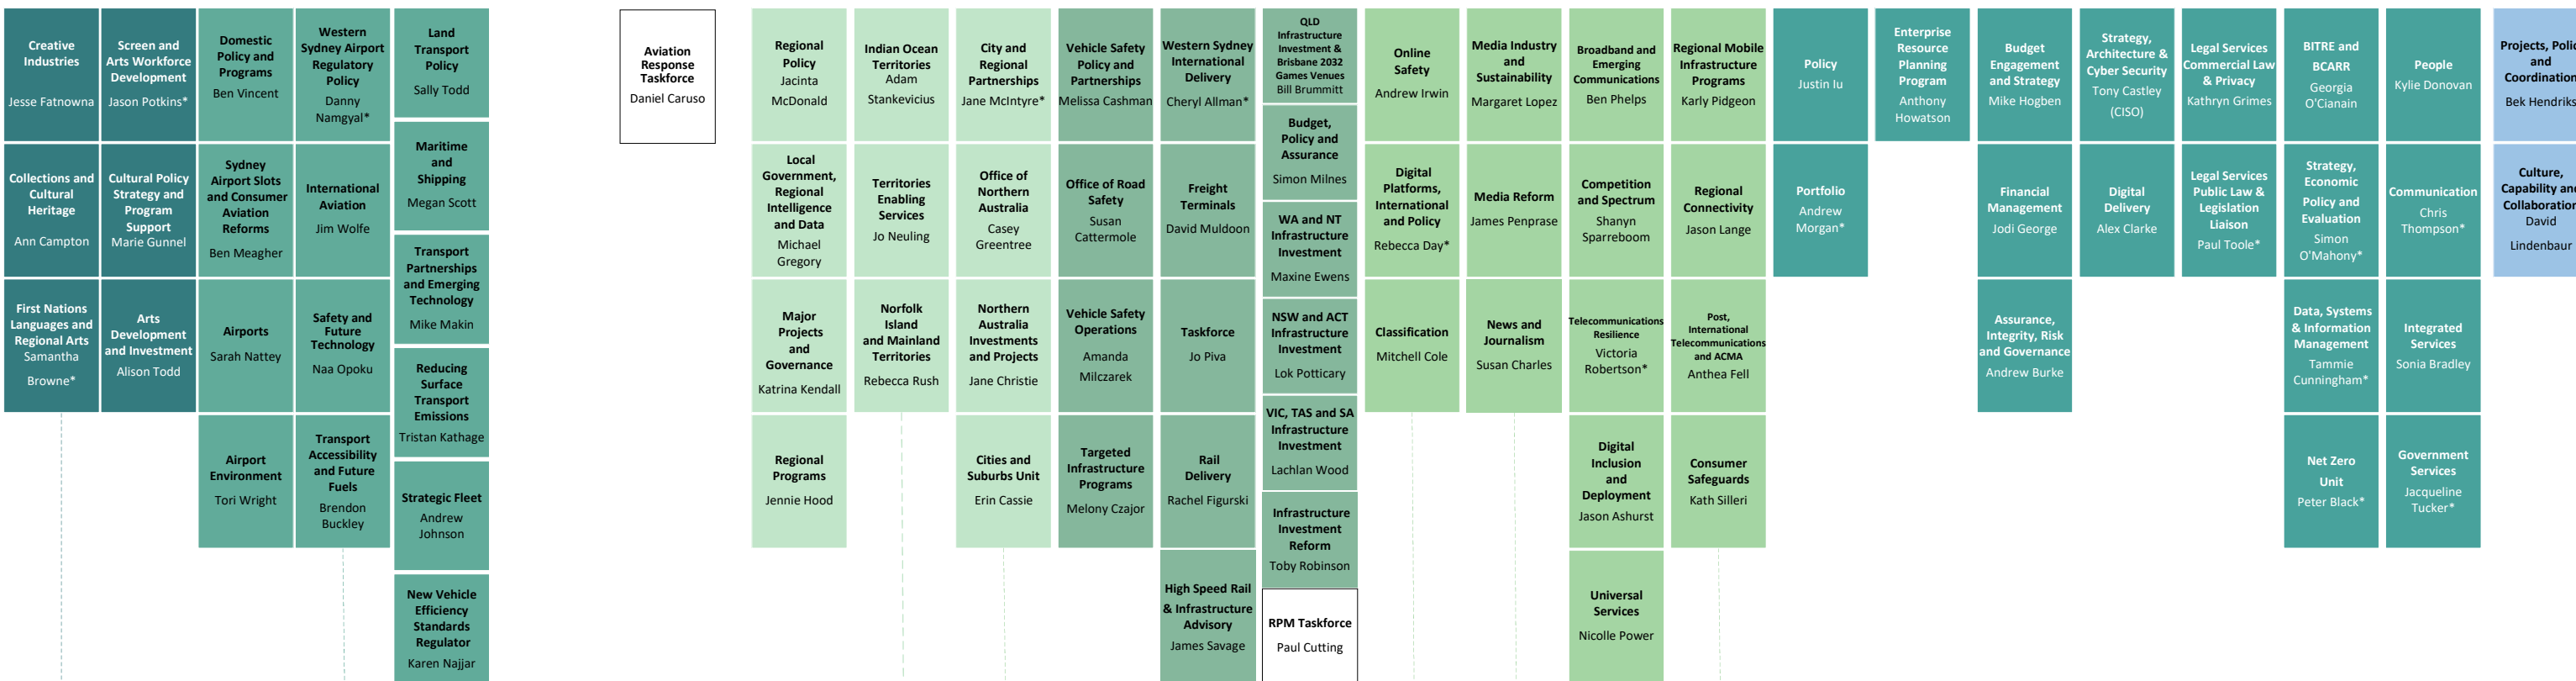 Creative
Industries
Jesse Fatnowna
Collections and
Cultural
Heritage
Ann Campton
First Nations
Languages and
Regional Arts
Samantha
Browne*
Screen and
Arts Workforce
Development
Jason Potkins*
Cultural Policy
Strategy and
Program
Support
Marie Gunnel
Arts
Development
and Investment
Alison Todd
Domestic
Policy and
Programs
Ben Vincent
Sydney
Airport Slots
and Consumer
Aviation
Reforms
Ben Meagher
Airports
Sarah Nattey
Airport
Environment
Tori Wright
Western
Sydney Airport
Regulatory
Policy
Danny
Namgyal*
International
Aviation
Jim Wolfe
Safety and
Future
Technology
Naa Opoku
Transport
Accessibility
and Future
Fuels
Brendon
Buckley
Land
Transport
Policy
Sally Todd
Maritime
and
Shipping
Megan Scott
Transport
Partnerships
and Emerging
Technology
Mike Makin
Reducing
Surface
Transport
Emissions
Tristan Kathage
Strategic Fleet
Andrew
Johnson
New Vehicle
Efficiency
Standards
Regulator
Karen Najjar
Aviation
Response
Taskforce
Daniel Caruso
Regional
Policy
Jacinta
McDonald
Local
Government,
Regional
Intelligence
and Data
Michael
Gregory
Major
Projects
and
Governance
Katrina Kendall
Regional
Programs
Jennie Hood
Indian Ocean
Territories
Adam
Stankevicius
Territories
Enabling
Services
Jo Neuling
Norfolk
Island
and Mainland
Territories
Rebecca Rush
City and
Regional
Partnerships
Jane McIntyre*
Office of
Northern
Australia
Casey
Greentree
Northern
Australia
Investments
and Projects
Jane Christie
Cities and
Suburbs Unit
Erin Cassie
Vehicle Safety
Policy and
Partnerships
Melissa Cashman
Office of Road
Safety
Susan
Cattermole
Vehicle Safety
Operations
Amanda
Milczarek
Targeted
Infrastructure
Programs
Melony Czajor
Western Sydney
International
Delivery
Cheryl Allman*
Freight
Terminals
David Muldoon
Taskforce
Jo Piva
Rail
Delivery
Rachel Figurski
High Speed Rail
& Infrastructure
Advisory
James Savage
QLD
Infrastructure
Investment &
Brisbane 2032
Games Venues
Bill Brummitt
Budget,
Policy and
Assurance
Simon Milnes
WA and NT
Infrastructure
Investment
Maxine Ewens
NSW and ACT
Infrastructure
Investment
Lok Potticary
VIC, TAS and SA
Infrastructure
Investment
Lachlan Wood
Infrastructure
Investment
Reform
Toby Robinson
RPM Taskforce
Paul Cutting
Online
Safety
Andrew Irwin
Digital
Platforms,
International
and Policy
Rebecca Day*
Classification
Mitchell Cole
Media Industry
and
Sustainability
Margaret Lopez
Media Reform
James Penprase
News and
Journalism
Susan Charles
Broadband and
Emerging
Communications
Ben Phelps
Competition
and Spectrum
Shanyn
Sparreboom
Telecommunications
Resilience
Victoria
Robertson*
Digital
Inclusion
and
Deployment
Jason Ashurst
Universal
Services
Nicolle Power
Regional Mobile
Infrastructure
Programs
Karly Pidgeon
Regional
Connectivity
Jason Lange
Post,
International
Telecommunications
and ACMA
Anthea Fell
Consumer
Safeguards
Kath Silleri
Policy
Justin Iu
Portfolio
Andrew
Morgan*
Enterprise
Resource
Planning
Program
Anthony
Howatson
Budget
Engagement
and Strategy
Mike Hogben
Financial
Management
Jodi George
Assurance,
Integrity, Risk
and Governance
Andrew Burke
Strategy,
Architecture &
Cyber Security
Tony Castley
(CISO)
Digital
Delivery
Alex Clarke
Legal Services
Commercial Law
& Privacy
Kathryn Grimes
Legal Services
Public Law &
Legislation
Liaison
Paul Toole*
BITRE and
BCARR
Georgia
O'Cianain
Strategy,
Economic
Policy and
Evaluation
Simon
O'Mahony*
Data, Systems
& Information
Management
Tammie
Cunningham*
Net Zero
Unit
Peter Black*
People
Kylie Donovan
Communication
Chris
Thompson*
Integrated
Services
Sonia Bradley
Government
Services
Jacqueline
Tucker*
Projects, Polic
and
Coordination
Bek Hendriks
Culture,
Capability and
Collaboration
David
Lindenbaur